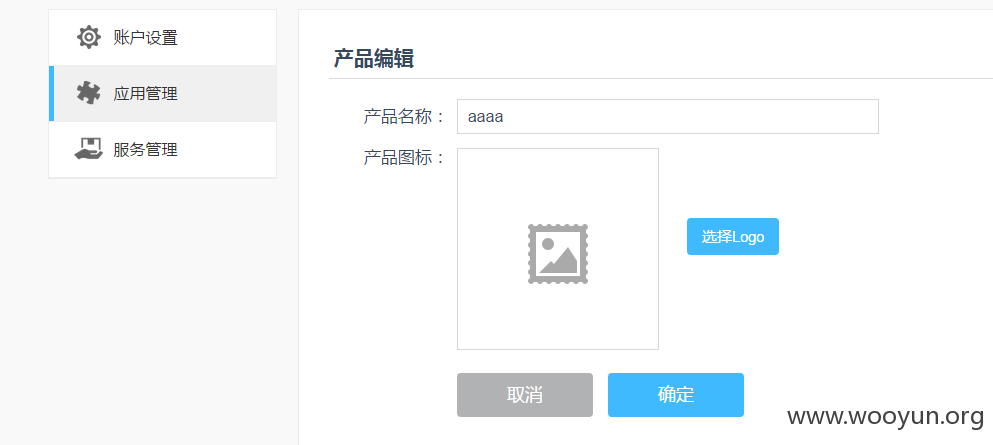 账户设置
应用管理
服务管理
产品编辑
产品名称： aaaa
产品图标：
选择Logo
取消 确定
www.wooyun.org